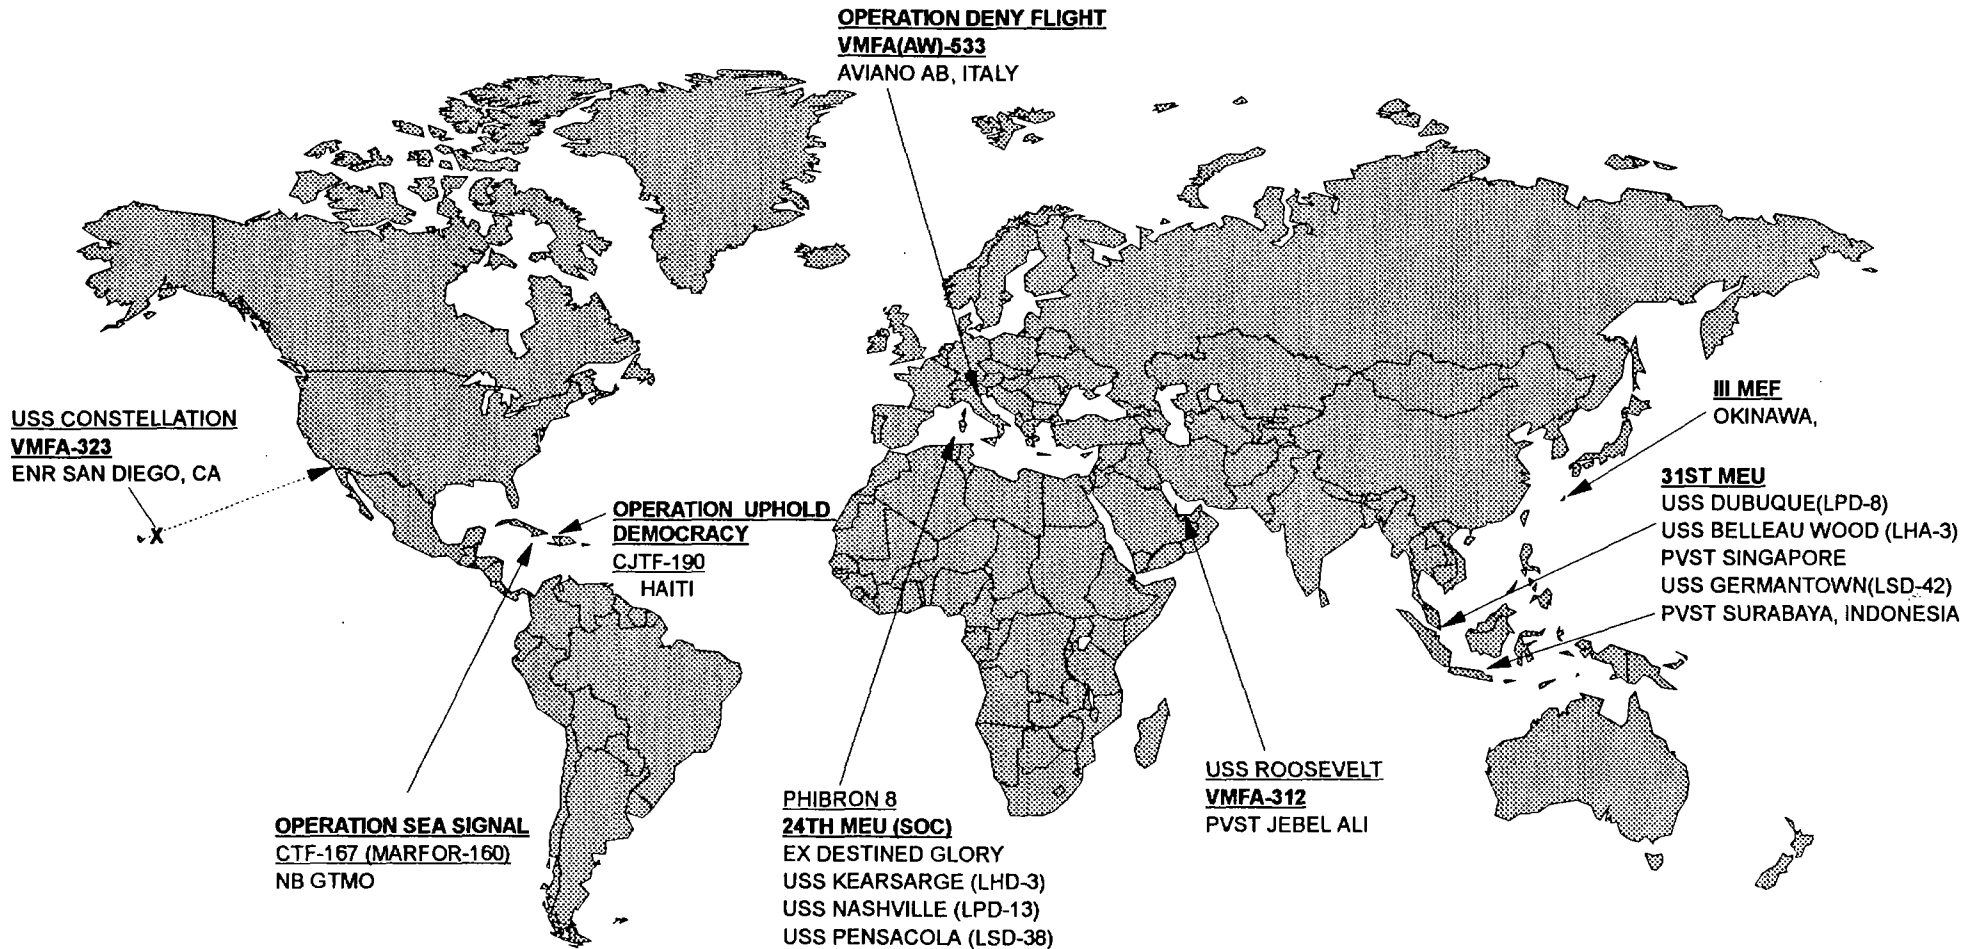 OPERATION DENY FLIGHT
VMFA(AW)-533
AVIANO AB, ITALY
USS CONSTELLATION
VMFA-323
ENR SAN DIEGO, CA
X
OPERATION UPHOLD
DEMOCRACY
CJTF-190
HAITI
III MEF
OKINAWA,
31ST MEU
USS DUBUQUE(LPD-8)
USS BELLEAU WOOD (LHA-3)
PVST SINGAPORE
USS GERMANTOWN(LSD-42)
PVST SURABAYA, INDONESIA
OPERATION SEA SIGNAL
CTF-167 (MARFOR-160)
NB GTMO
PHIBRON 8
24TH MEU (SOC)
EX DESTINED GLORY
USS KEARSARGE (LHD-3)
USS NASHVILLE (LPD-13)
USS PENSACOLA (LSD-38)
USS ROOSEVELT
VMFA-312
PVST JEBEL ALI